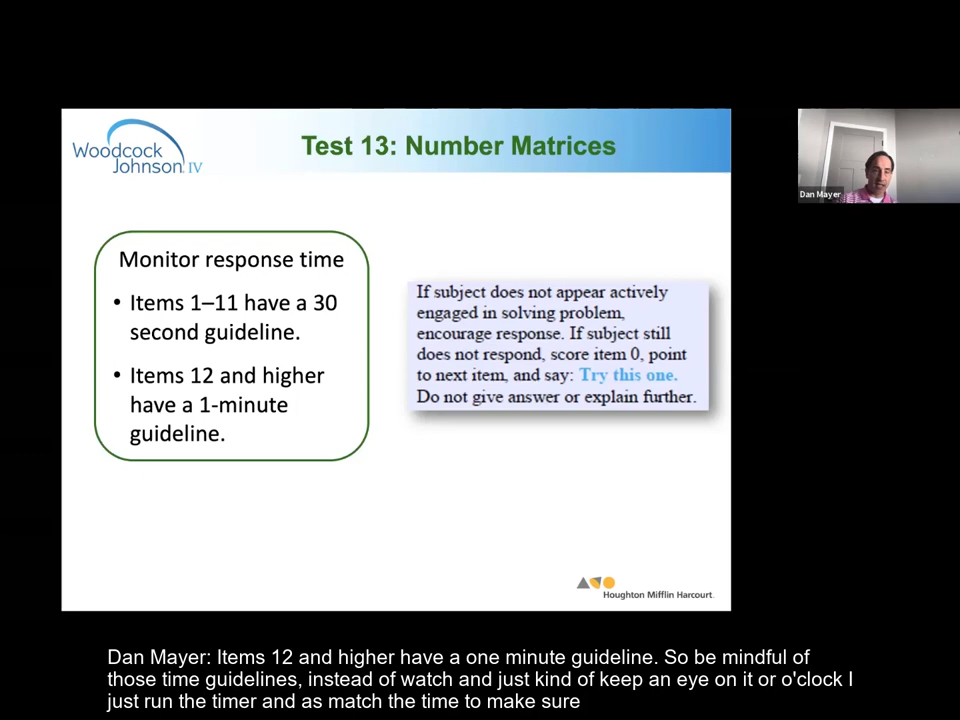 Woodcock
Johnson IV
Test 13: Number Matrices
Dan Mayer
Monitor response time
• Items 1–11 have a 30
second guideline.
• Items 12 and higher
have a 1-minute
guideline.
If subject does not appear actively
engaged in solving problem,
encourage response. If subject still
does not respond, score item 0, point
to next item, and say: Try this one.
Do not give answer or explain further.
Houghton Mifflin Harcourt
Dan Mayer: Items 12 and higher have a one minute guideline. So be mindful of
those time guidelines, instead of watch and just kind of keep an eye on it or o'clock I
just run the timer and as match the time to make sure